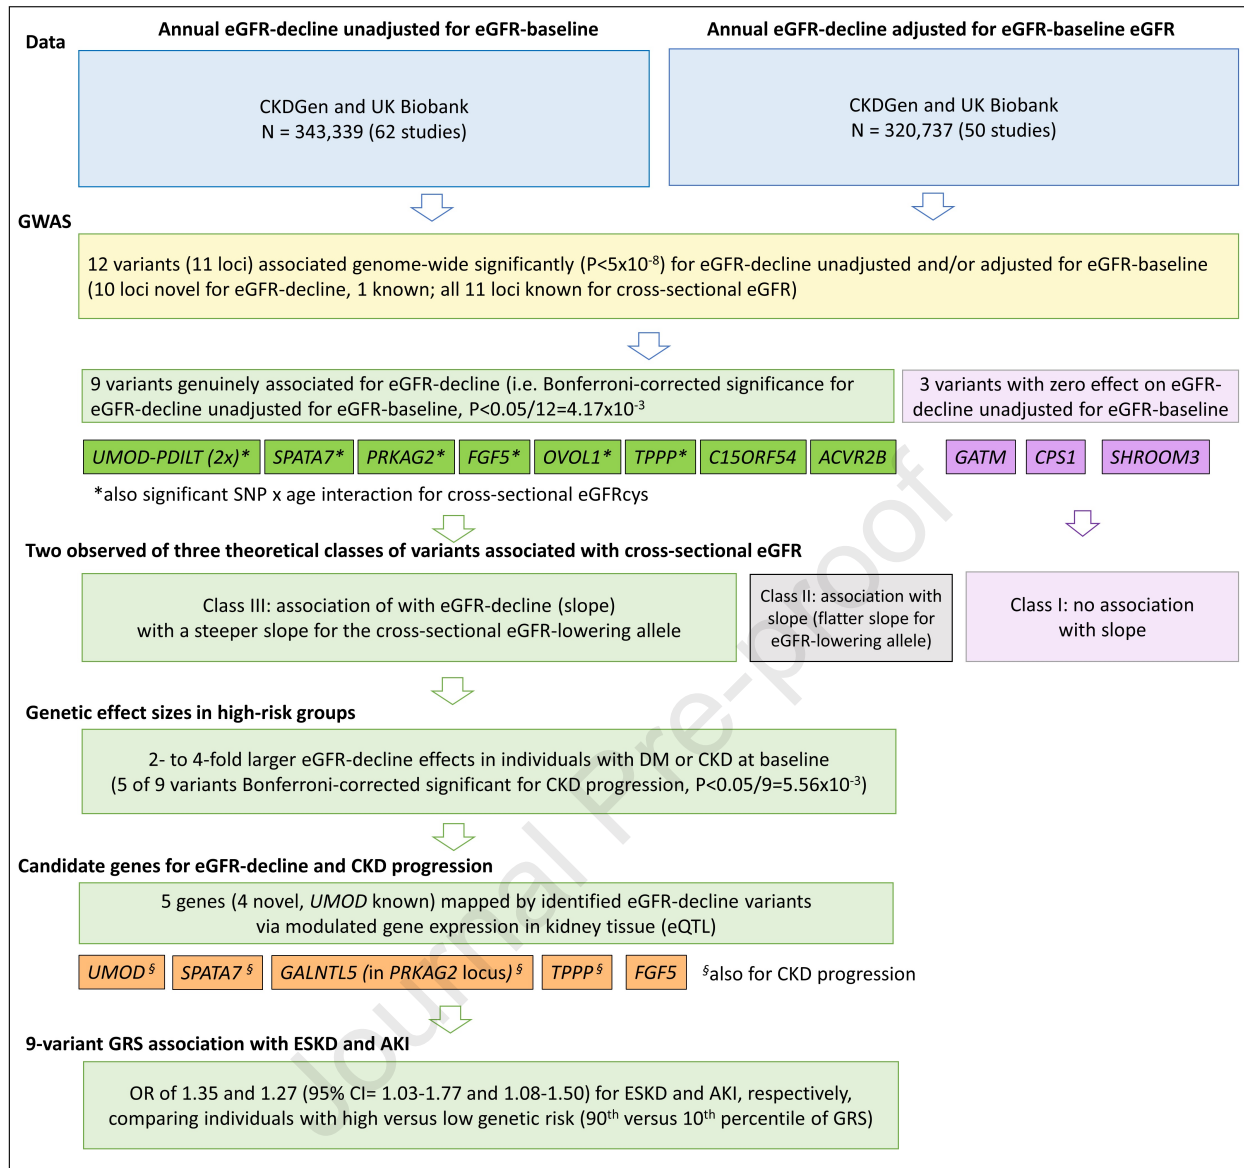 Annual eGFR-decline unadjusted for eGFR-baseline
Annual eGFR-decline adjusted for eGFR-baseline eGFR
Data
CKDGen and UK Biobank
N = 343,339 (62 studies)
CKDGen and UK Biobank
N = 320,737 (50 studies)
GWAS
12 variants (11 loci) associated genome-wide significantly (P<5x10⁻⁸) for eGFR-decline unadjusted and/or adjusted for eGFR-baseline
(10 loci novel for eGFR-decline, 1 known; all 11 loci known for cross-sectional eGFR)
9 variants genuinely associated for eGFR-decline (i.e. Bonferroni-corrected significance for
eGFR-decline unadjusted for eGFR-baseline, P<0.05/12=4.17x10⁻³
3 variants with zero effect on eGFR-
decline unadjusted for eGFR-baseline
UMOD-PDILT (2x)*
SPATA7*
PRKAG2*
FGF5*
OVOL1*
TPPP*
C15ORF54
ACVR2B
GATM
CPS1
SHROOM3
*also significant SNP x age interaction for cross-sectional eGFRcys
Two observed of three theoretical classes of variants associated with cross-sectional eGFR
Class III: association of with eGFR-decline (slope)
with a steeper slope for the cross-sectional eGFR-lowering allele
Class II: association with
slope (flatter slope for
eGFR-lowering allele)
Class I: no association
with slope
Genetic effect sizes in high-risk groups
2- to 4-fold larger eGFR-decline effects in individuals with DM or CKD at baseline
(5 of 9 variants Bonferroni-corrected significant for CKD progression, P<0.05/9=5.56x10⁻³)
Candidate genes for eGFR-decline and CKD progression
5 genes (4 novel, UMOD known) mapped by identified eGFR-decline variants
via modulated gene expression in kidney tissue (eQTL)
UMOD §
SPATA7 §
GALNTL5 (in PRKAG2 locus) §
TPPP §
FGF5
§also for CKD progression
9-variant GRS association with ESKD and AKI
OR of 1.35 and 1.27 (95% CI= 1.03-1.77 and 1.08-1.50) for ESKD and AKI, respectively,
comparing individuals with high versus low genetic risk (90th versus 10th percentile of GRS)
Journal Pre-proof